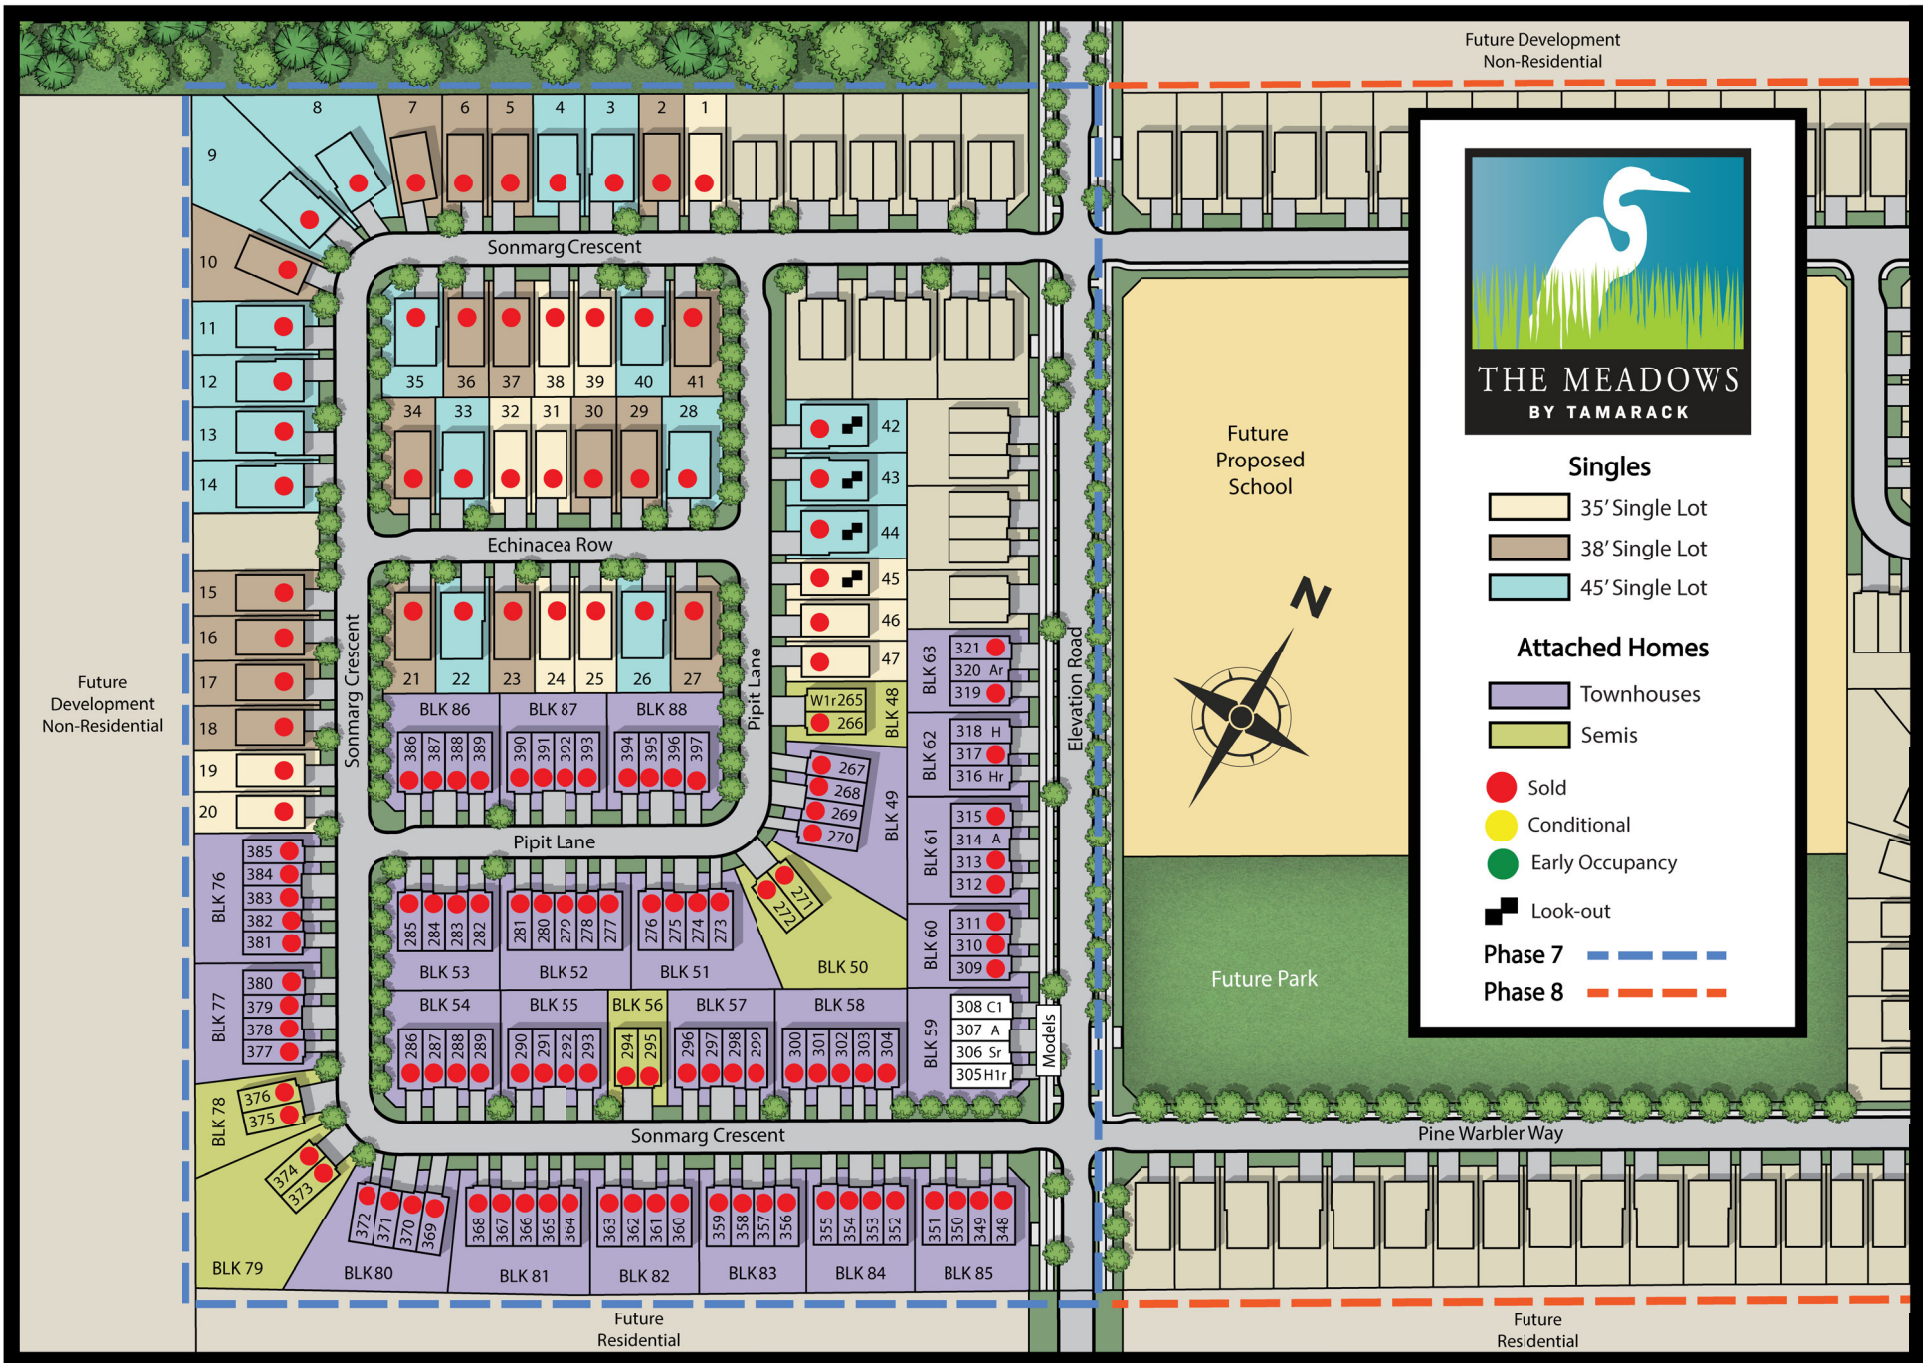 Future Development
Non-Residential
9
8
7
6
5
4
3
2
1
10
Sonmarg Crescent
11
12
13
14
35
36
37
38
39
40
41
34
33
32
31
30
29
28
42
43
44
45
46
47
Echinacea Row
15
16
17
18
19
20
Sonmarg Crescent
21
22
23
24
25
26
27
BLK 86
BLK 87
BLK 88
386
387
388
389
390
391
392
393
394
395
396
397
Pipit Lane
Pipit Lane
W1r265
266
BLK 48
267
268
269
270
BLK 49
271
272
BLK 50
BLK 63
321
320 Ar
319
BLK 62
318 H
317
316 Hr
BLK 61
315
314 A
313
312
BLK 60
311
310
309
BLK 59
308 C1
307 A
306 Sr
305H1r
Models
Elevation Road
Future
Development
Non-Residential
BLK 76
385
384
383
382
381
BLK 77
380
379
378
377
BLK 78
376
375
374
373
BLK 79
285
284
283
282
281
280
279
278
277
276
275
274
273
BLK 53
BLK 52
BLK 51
BLK 54
BLK 55
BLK 56
BLK 57
BLK 58
286
287
288
289
290
291
292
293
294
295
296
297
298
299
300
301
302
303
304
Sonmarg Crescent
Pine Warbler Way
372
371
370
369
368
367
366
365
364
363
362
361
360
359
358
357
356
355
354
353
352
351
350
349
348
BLK80
BLK 81
BLK 82
BLK83
BLK 84
BLK 85
Future
Residential
Future
Residential
Future
Proposed
School
N
Future Park
THE MEADOWS
BY TAMARACK
Singles
35' Single Lot
38' Single Lot
45' Single Lot
Attached Homes
Townhouses
Semis
Sold
Conditional
Early Occupancy
Look-out
Phase 7
Phase 8